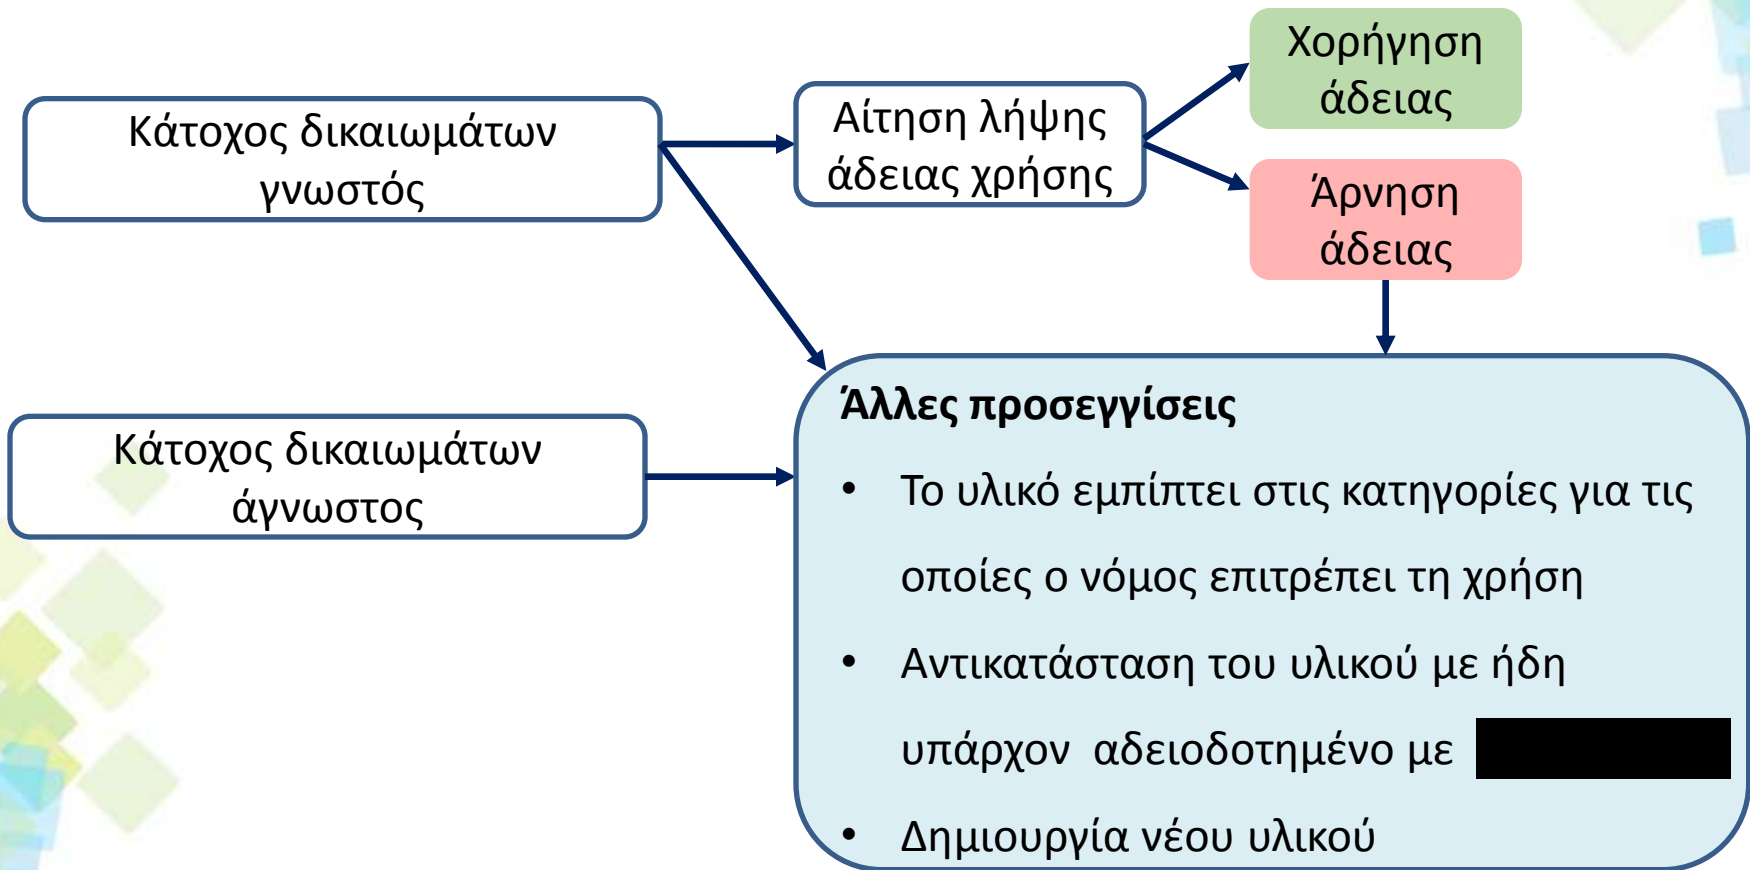 Κάτοχος δικαιωμάτων
γνωστός
Αίτηση λήψης
άδειας χρήσης
Χορήγηση
άδειας
Άρνηση
άδειας
Κάτοχος δικαιωμάτων
άγνωστος
Άλλες προσεγγίσεις
• Το υλικό εμπίπτει στις κατηγορίες για τις
οποίες ο νόμος επιτρέπει τη χρήση
• Αντικατάσταση του υλικού με ήδη
υπάρχον αδειοδοτημένο με
• Δημιουργία νέου υλικού